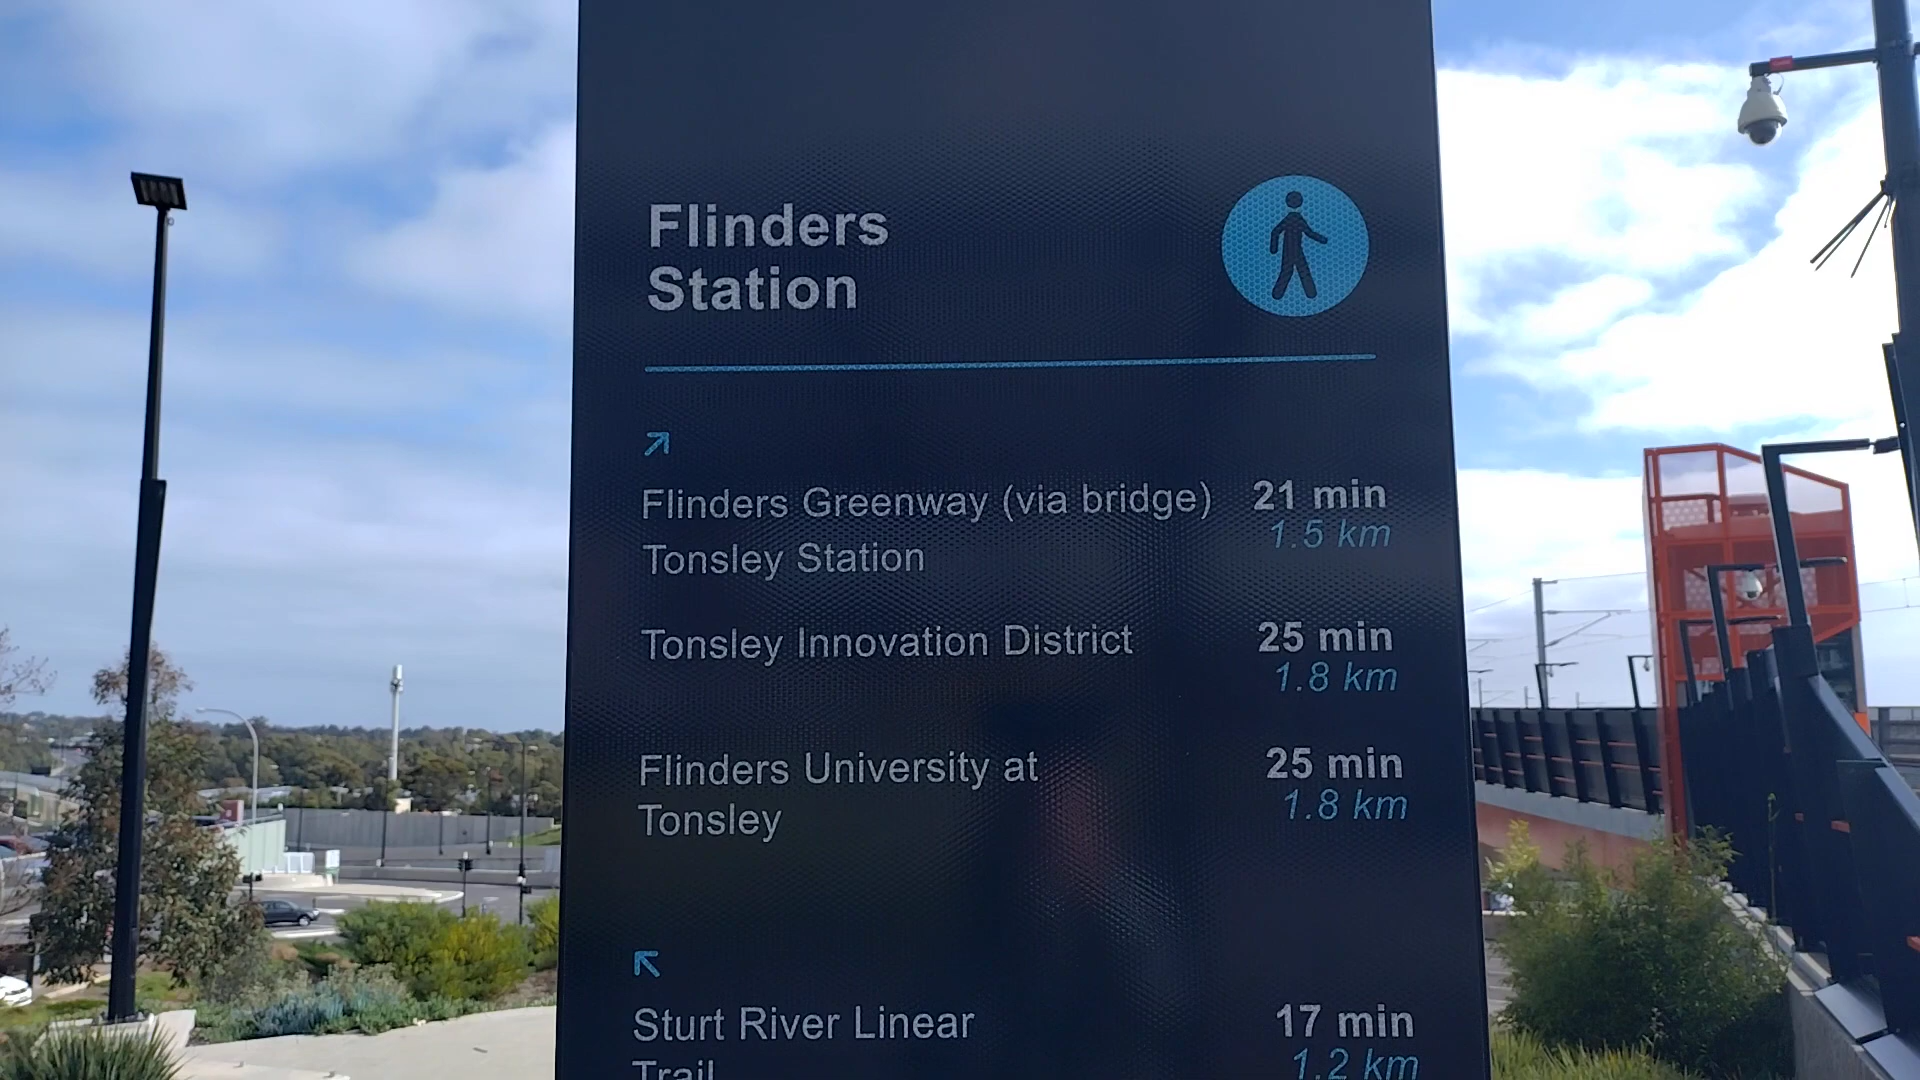 Flinders
Station
Flinders Greenway (via bridge) 21 min
1.5 km
Tonsley Station
Tonsley Innovation District 25 min
1.8 km
Flinders University at 25 min
Tonsley 1.8 km
Sturt River Linear 17 min
Trail 1.2 km